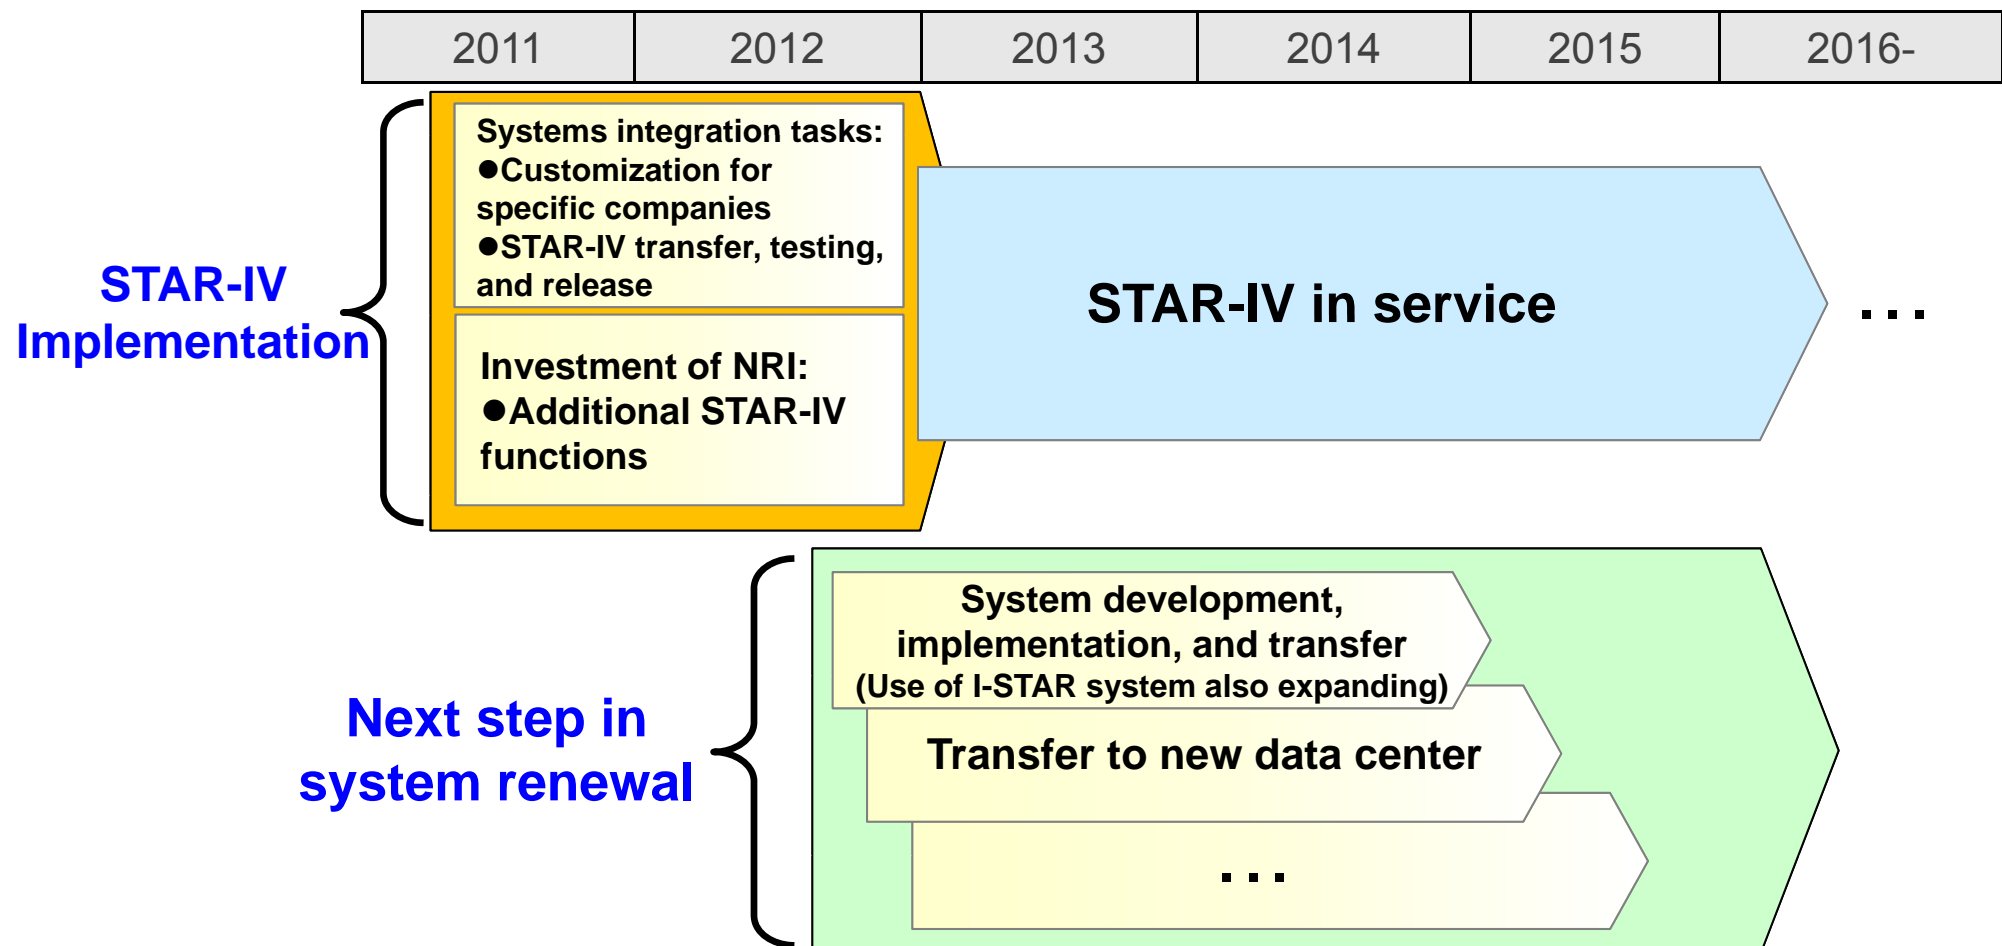 2011 2012 2013 2014 2015 2016-
Systems integration tasks:
●Customization for
specific companies
●STAR-IV transfer, testing,
and release
STAR-IV
Implementation
Investment of NRI:
●Additional STAR-IV
functions
STAR-IV in service
...
System development,
implementation, and transfer
(Use of I-STAR system also expanding)
Next step in
system renewal
Transfer to new data center
...